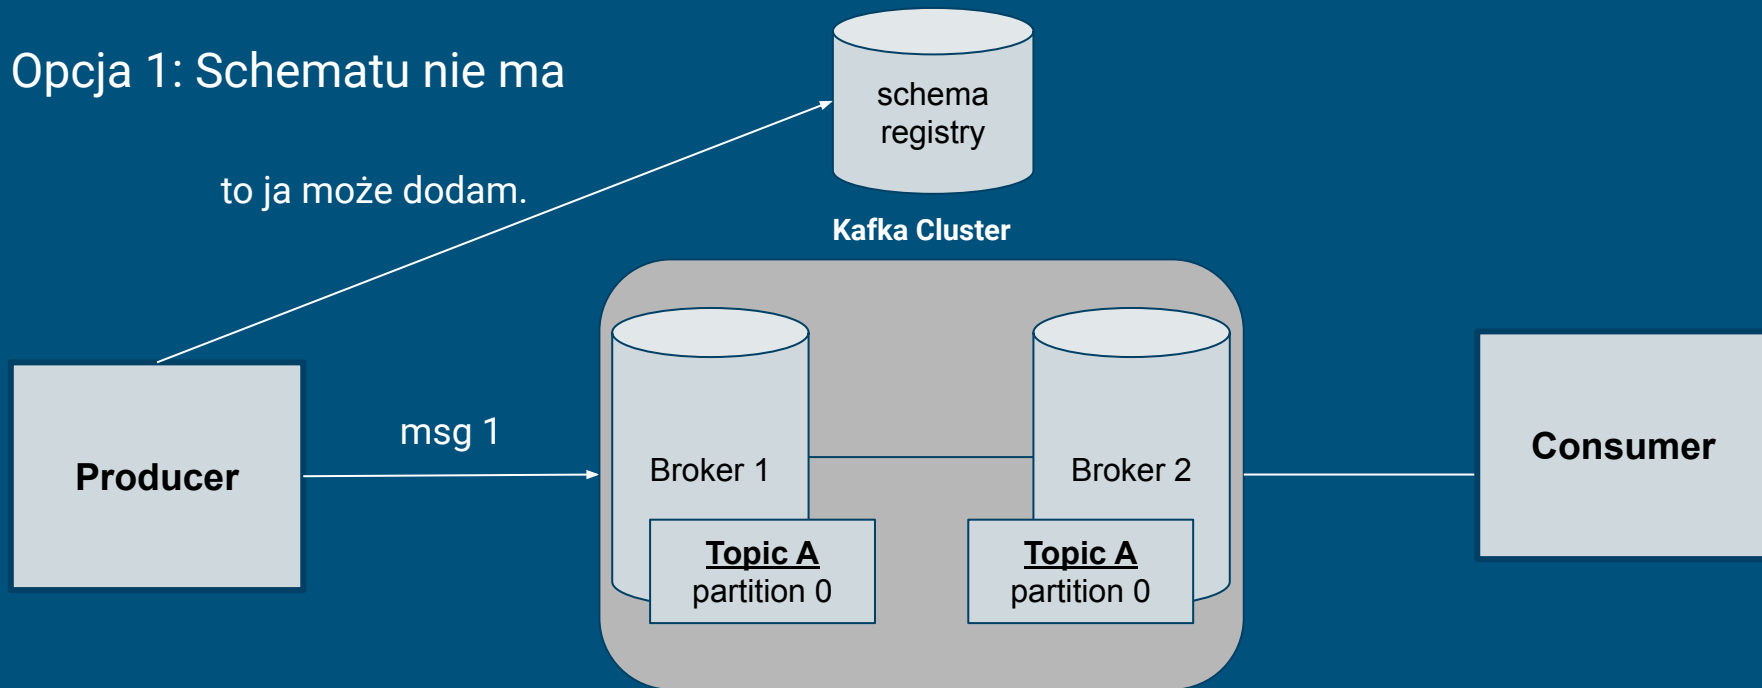 Opcja 1: Schematu nie ma
schema
registry
to ja może dodam.
Kafka Cluster
msg 1
Producer
Broker 1
Broker 2
Consumer
Topic A
partition 0
Topic A
partition 0